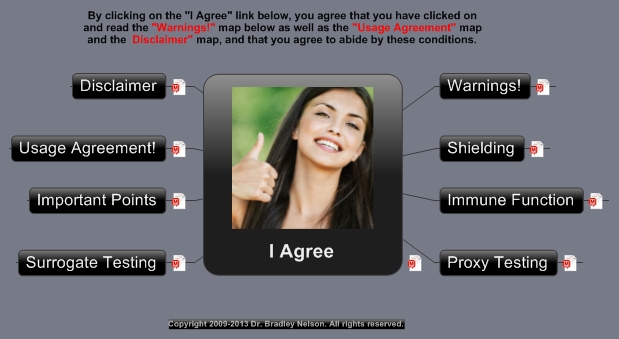 By clicking on the "I Agree" link below, you agree that you have clicked on
and read the "Warnings!" map below as well as the "Usage Agreement" map
and the Disclaimer" map, and that you agree to abide by these conditions.
Disclaimer
Warnings!
Usage Agreement!
Shielding
Important Points
Immune Function
I Agree
Surrogate Testing
Proxy Testing
Copyright 2009-2013 Dr. Bradley Nelson. All rights reserved.